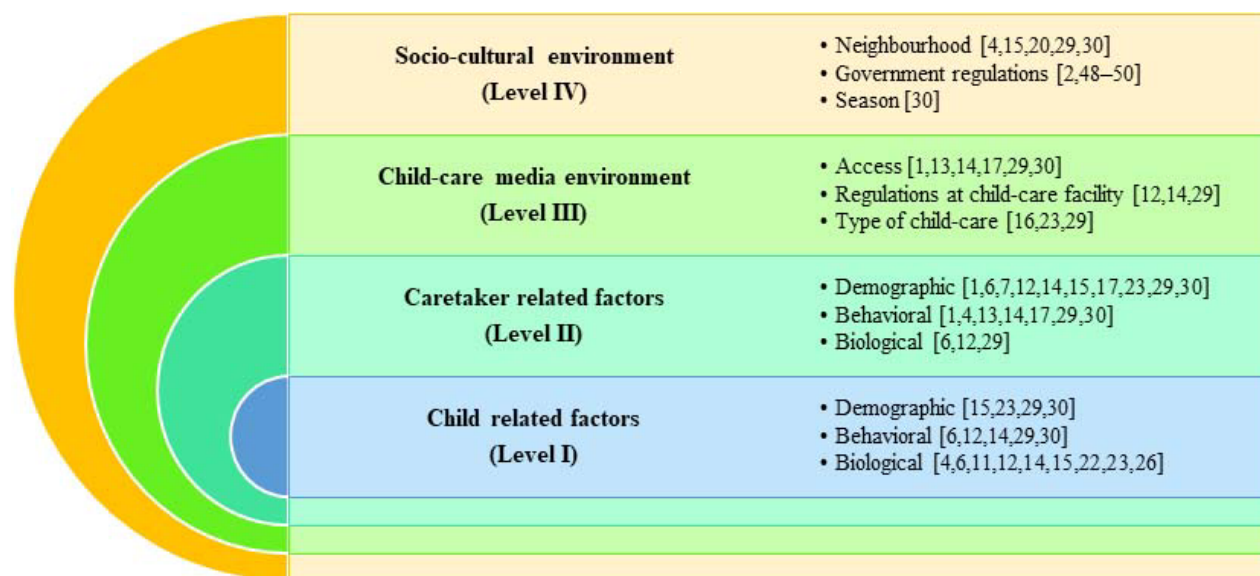 Socio-cultural environment
(Level IV)
• Neighbourhood [4,15,20,29,30]
• Government regulations [2,48–50]
• Season [30]
Child-care media environment
(Level III)
• Access [1,13,14,17,29,30]
• Regulations at child-care facility [12,14,29]
• Type of child-care [16,23,29]
Caretaker related factors
(Level II)
• Demographic [1,6,7,12,14,15,17,23,29,30]
• Behavioral [1,4,13,14,17,29,30]
• Biological [6,12,29]
Child related factors
(Level I)
• Demographic [15,23,29,30]
• Behavioral [6,12,14,29,30]
• Biological [4,6,11,12,14,15,22,23,26]